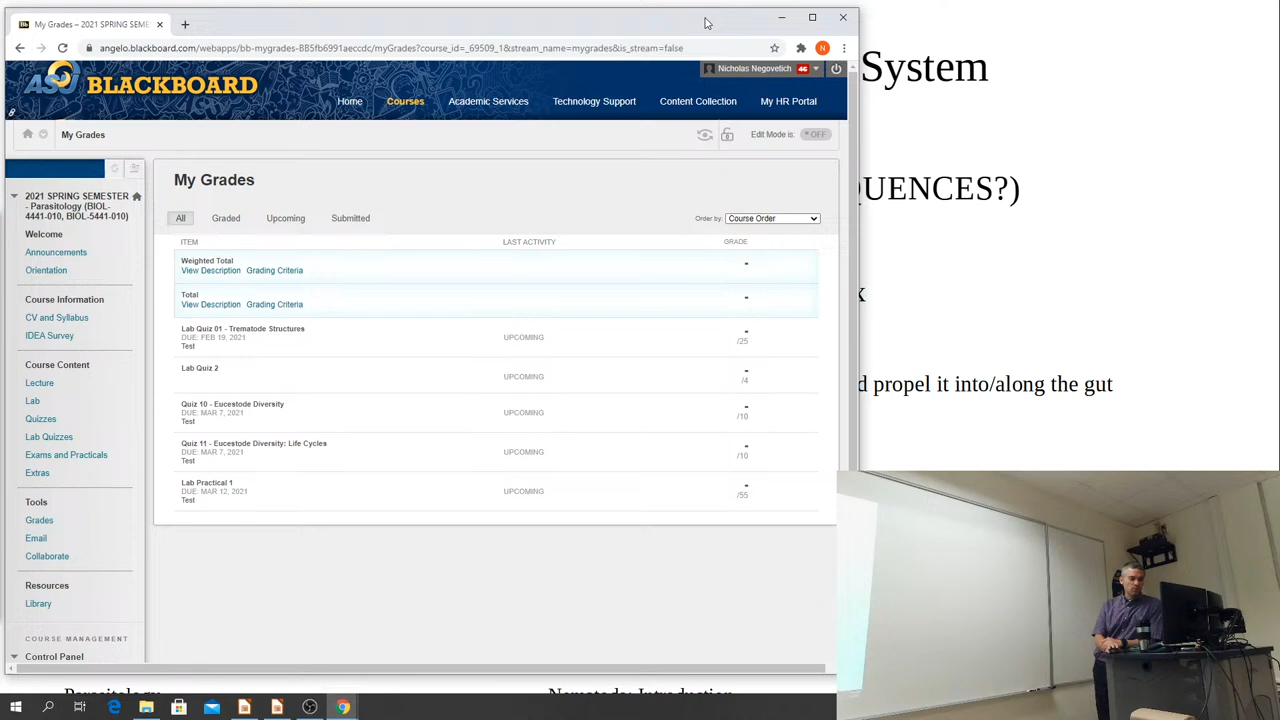 My Grades – 2021 SPRING SEME
angelo.blackboard.com/webapps/bb-mygrades-BB5fb6991aeccdc/myGrades?course_id=_69509_1&stream_name=mygrades&is_stream=false
ASU BLACKBOARD
Nicholas Negovetich 46
Home Courses Academic Services Technology Support Content Collection My HR Portal
My Grades
Edit Mode is: OFF
2021 SPRING SEMESTER
- Parasitology (BIOL-
4441-010, BIOL-5441-010)
Welcome
Announcements
Orientation
Course Information
CV and Syllabus
IDEA Survey
Course Content
Lecture
Lab
Quizzes
Lab Quizzes
Exams and Practicals
Extras
Tools
Grades
Email
Collaborate
Resources
Library
COURSE MANAGEMENT
Control Panel
My Grades
All Graded Upcoming Submitted
Order by: Course Order
ITEM LAST ACTIVITY GRADE
Weighted Total -
View Description Grading Criteria
Total -
View Description Grading Criteria
Lab Quiz 01 - Trematode Structures -
DUE: FEB 19, 2021 UPCOMING /25
Test
Lab Quiz 2 -
UPCOMING /4
Quiz 10 - Eucestode Diversity -
DUE: MAR 7, 2021 UPCOMING /10
Test
Quiz 11 - Eucestode Diversity: Life Cycles -
DUE: MAR 7, 2021 UPCOMING /10
Test
Lab Practical 1 -
DUE: MAR 12, 2021 UPCOMING /55
Test
System
QUENCES?)
k
d propel it into/along the gut
Parasitology Nematoda: Introduction